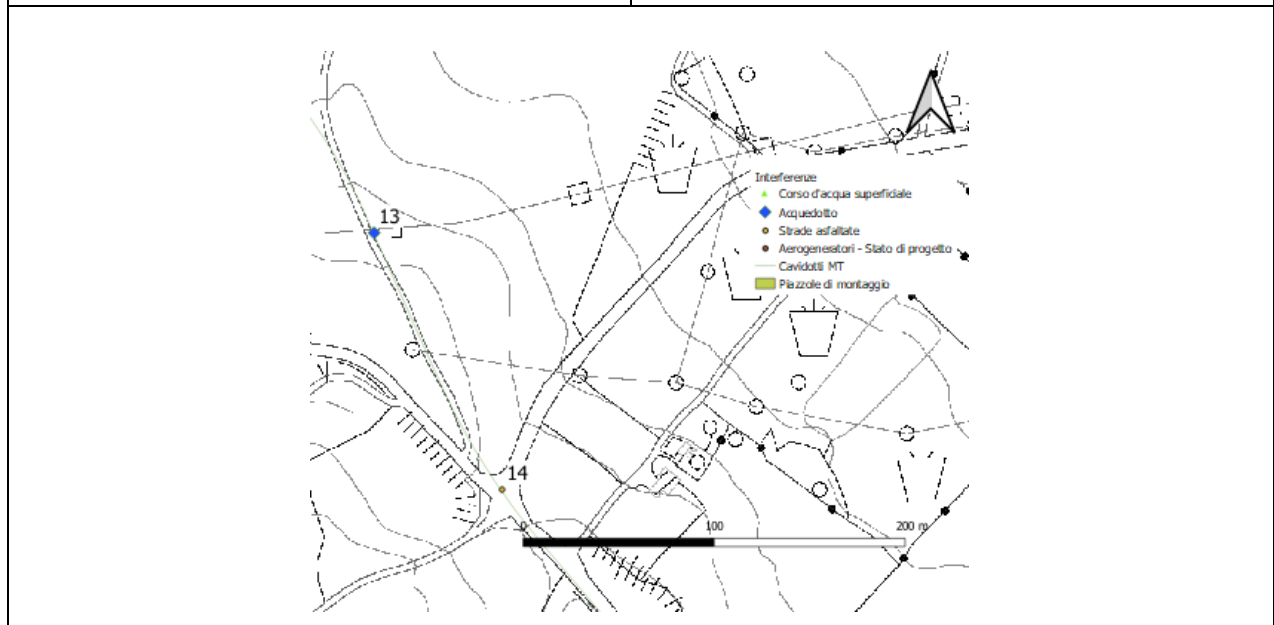 13
Interferenze
Corso d'acqua superficiale
Acquedotto
Strade asfaltate
Aerogeneratori - Stato di progetto
Cavidotti MT
Piazzole di montaggio
14
0 100 200 m